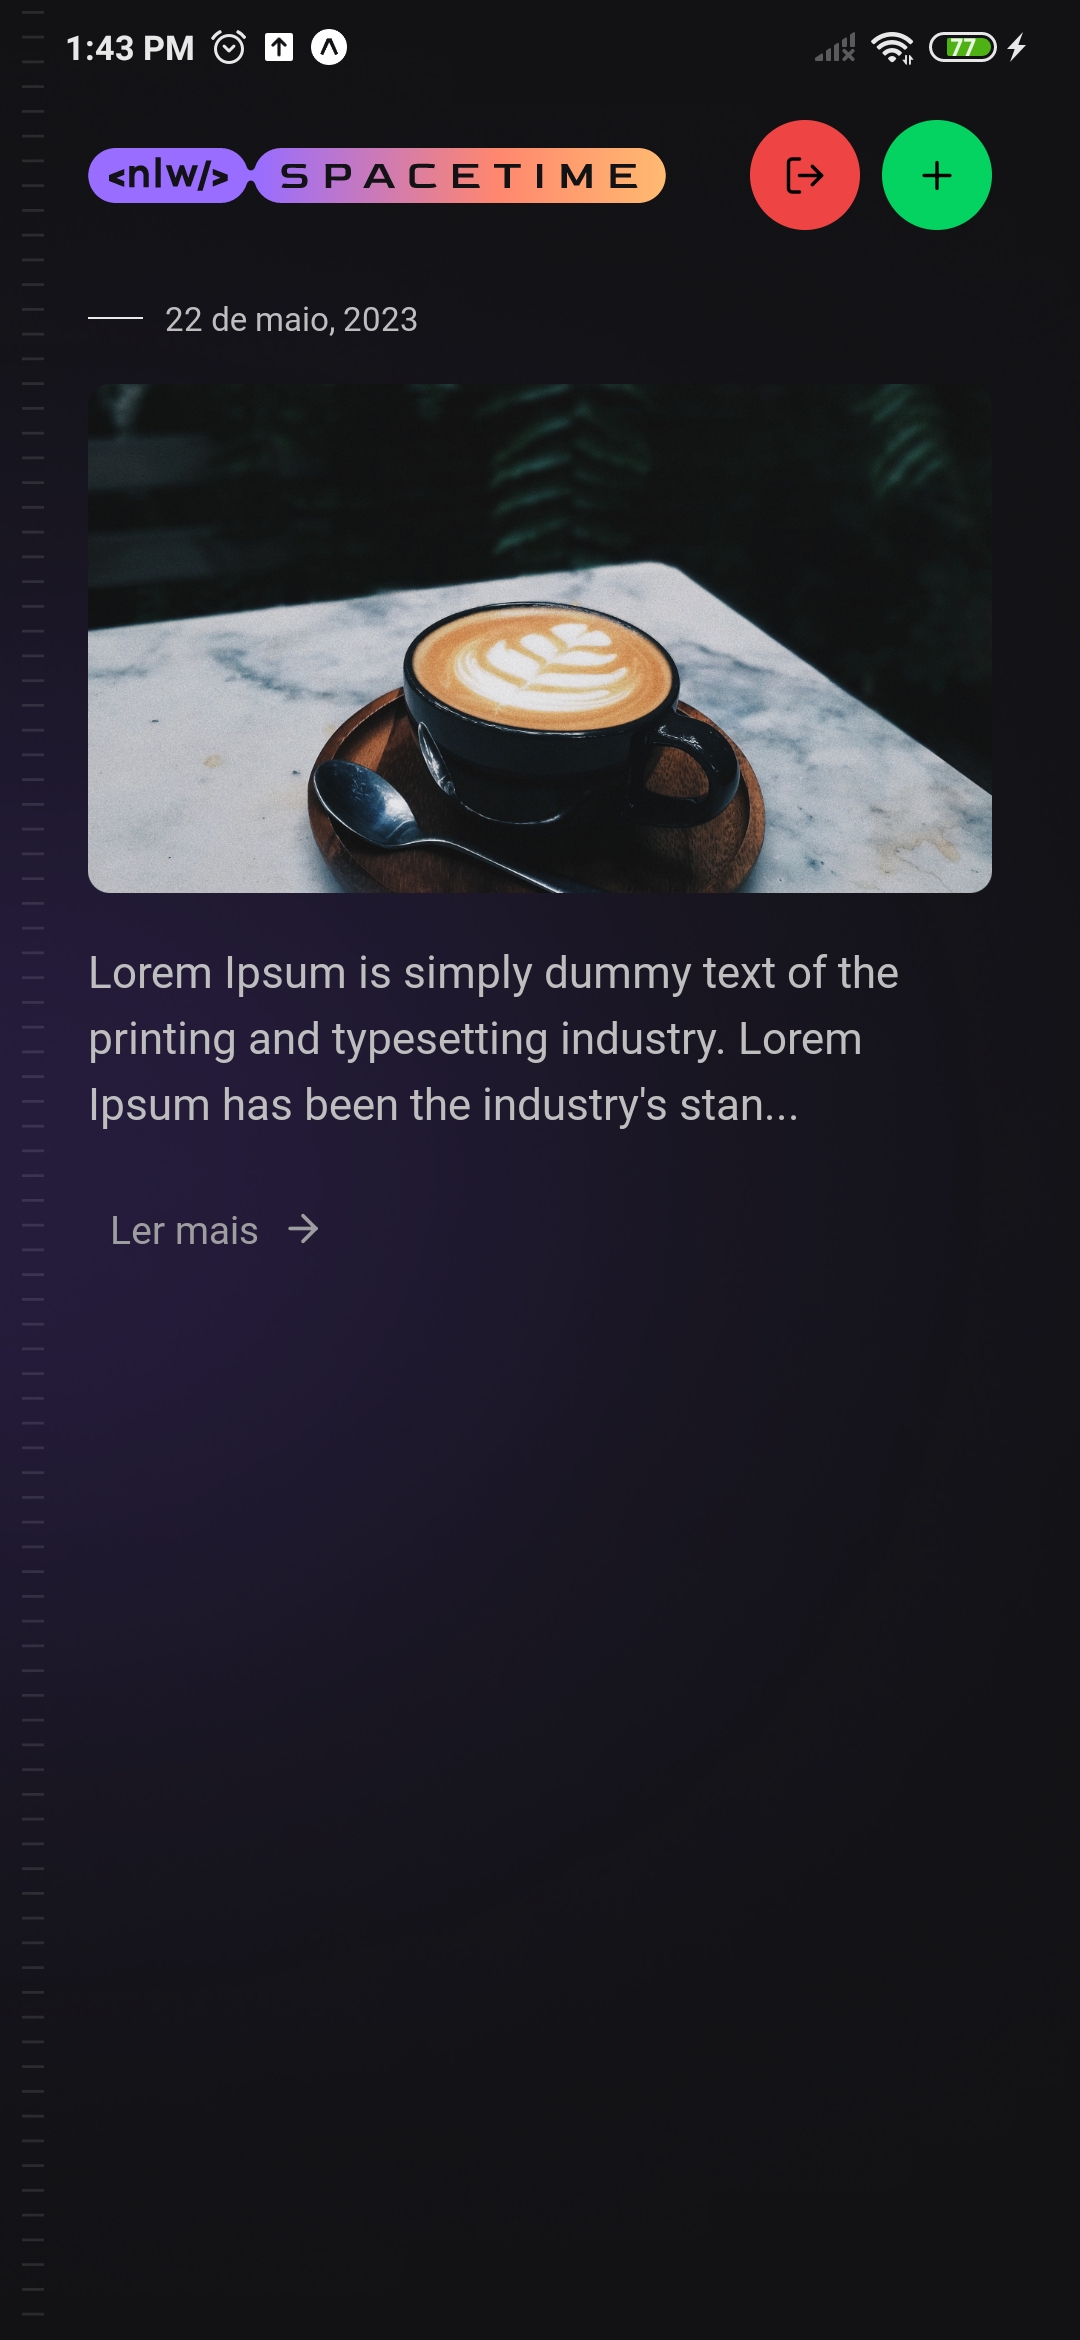 1:43 PM
77
<nlw/> SPACETIME
22 de maio, 2023
Lorem Ipsum is simply dummy text of the
printing and typesetting industry. Lorem
Ipsum has been the industry's stan...
Ler mais